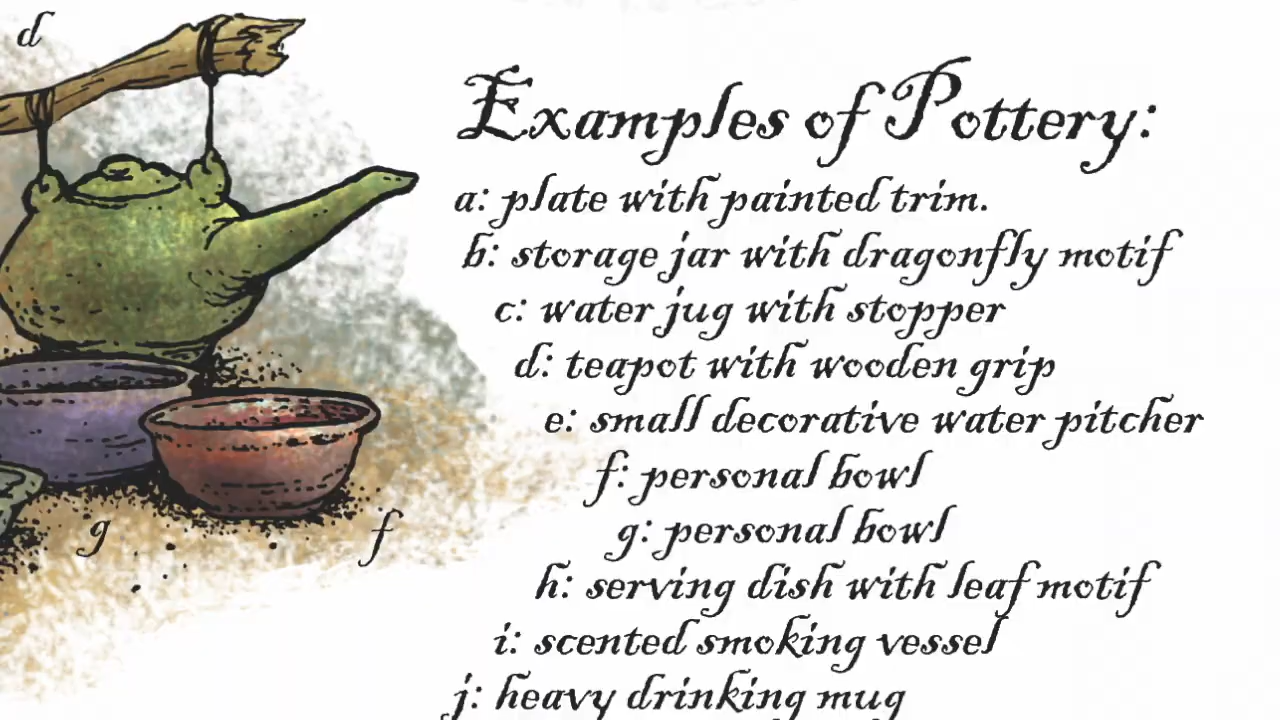 d
Examples of Pottery:
a: plate with painted trim.
b: storage jar with dragonfly motif
c: water jug with stopper
d: teapot with wooden grip
e: small decorative water pitcher
f: personal bowl
g: personal bowl
h: serving dish with leaf motif
i: scented smoking vessel
j: heavy drinking mug
g
f